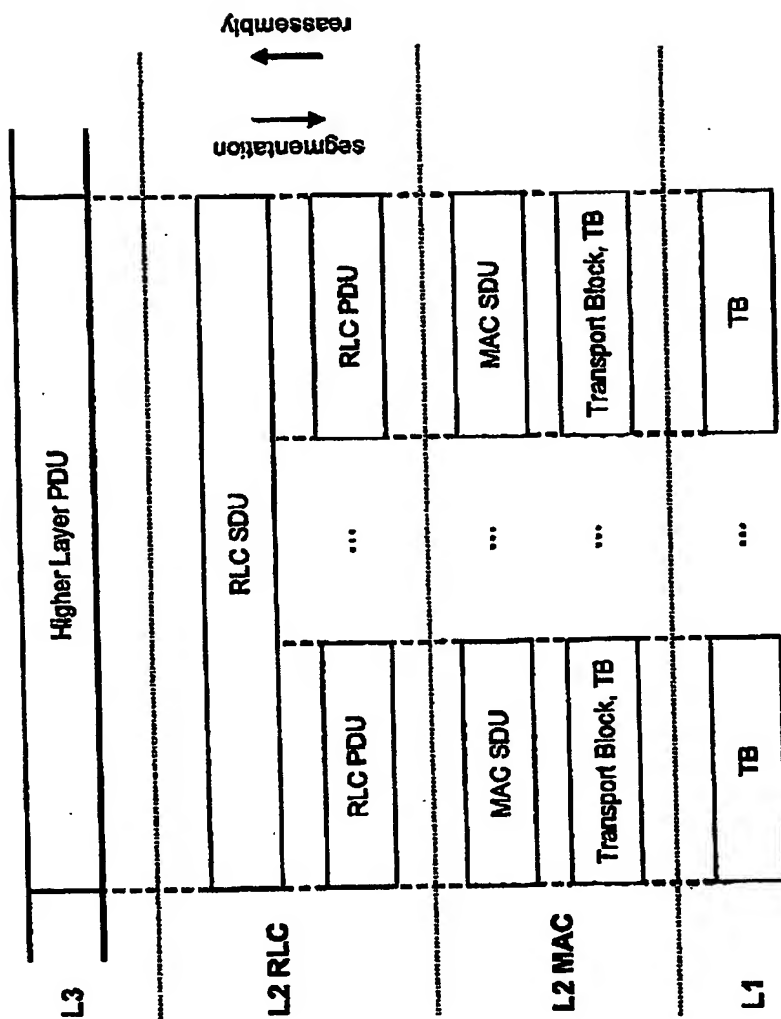 L3
Higher Layer PDU
L2 RLC
RLC SDU
segmentation
reassembly
RLC PDU
...
RLC PDU
L2 MAC
MAC SDU
...
MAC SDU
Transport Block, TB
...
Transport Block, TB
L1
TB
...
TB